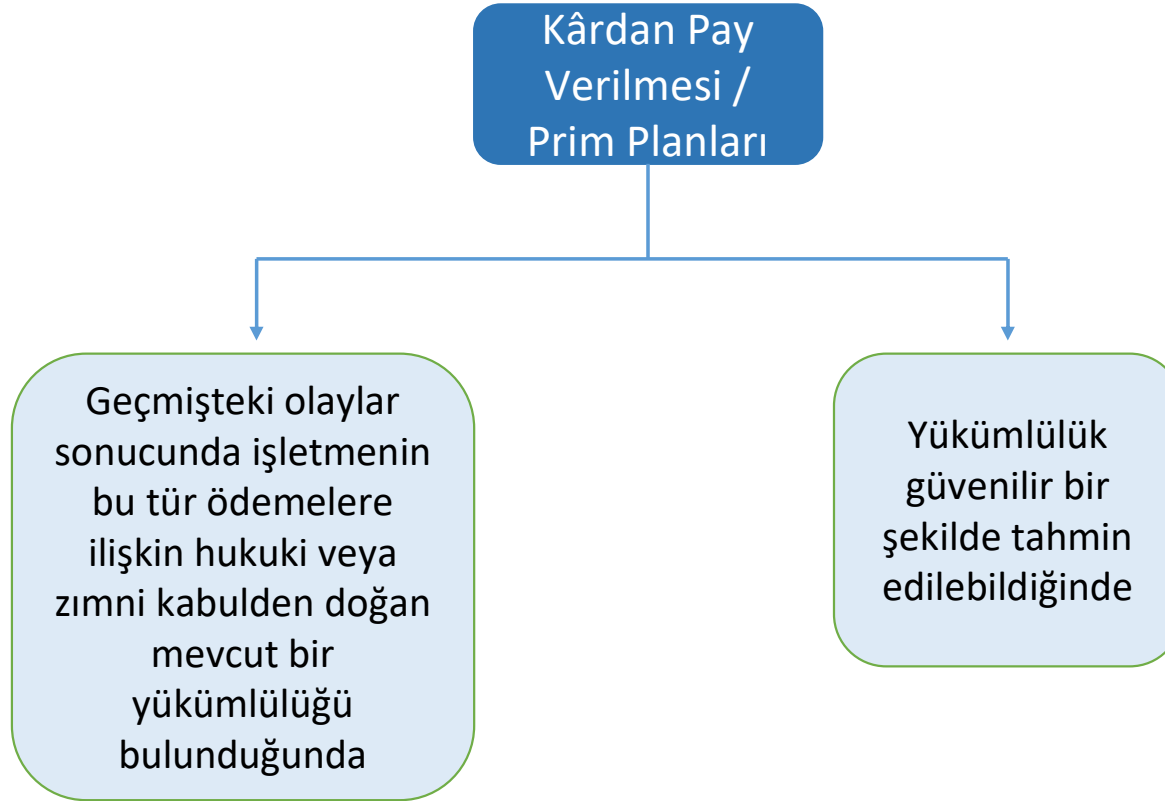 Kârdan Pay
Verilmesi /
Prim Planları
Geçmişteki olaylar
sonucunda işletmenin
bu tür ödemelere
ilişkin hukuki veya
zımni kabulden doğan
mevcut bir
yükümlülüğü
bulunduğunda
Yükümlülük
güvenilir bir
şekilde tahmin
edilebildiğinde